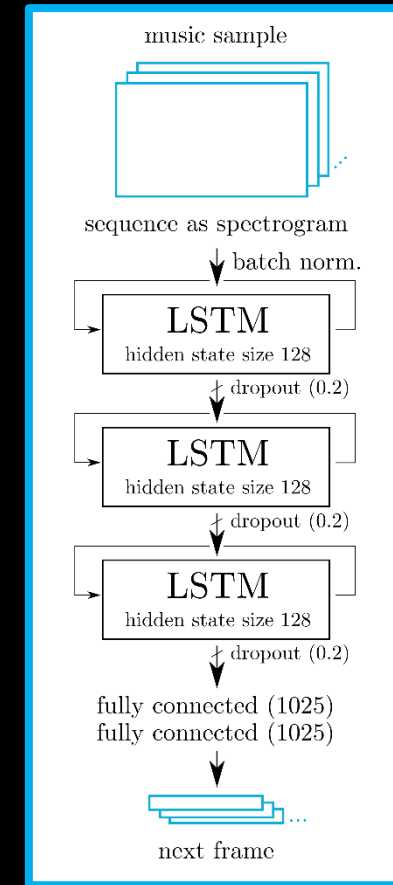 music sample
...
sequence as spectrogram
batch norm.
LSTM
hidden state size 128
dropout (0.2)
LSTM
hidden state size 128
dropout (0.2)
LSTM
hidden state size 128
dropout (0.2)
fully connected (1025)
fully connected (1025)
...
next frame